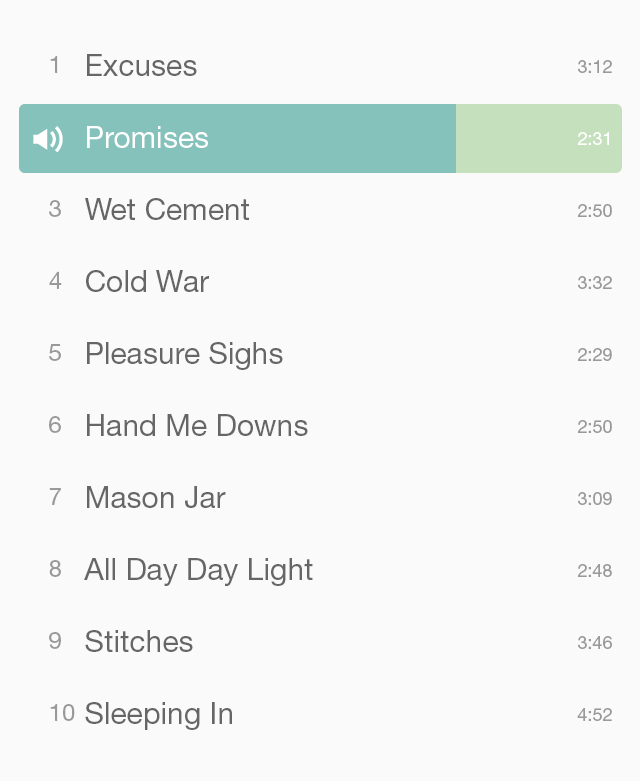 1 Excuses 3:12
Promises 2:31
3 Wet Cement 2:50
4 Cold War 3:32
5 Pleasure Sighs 2:29
6 Hand Me Downs 2:50
7 Mason Jar 3:09
8 All Day Day Light 2:48
9 Stitches 3:46
10 Sleeping In 4:52